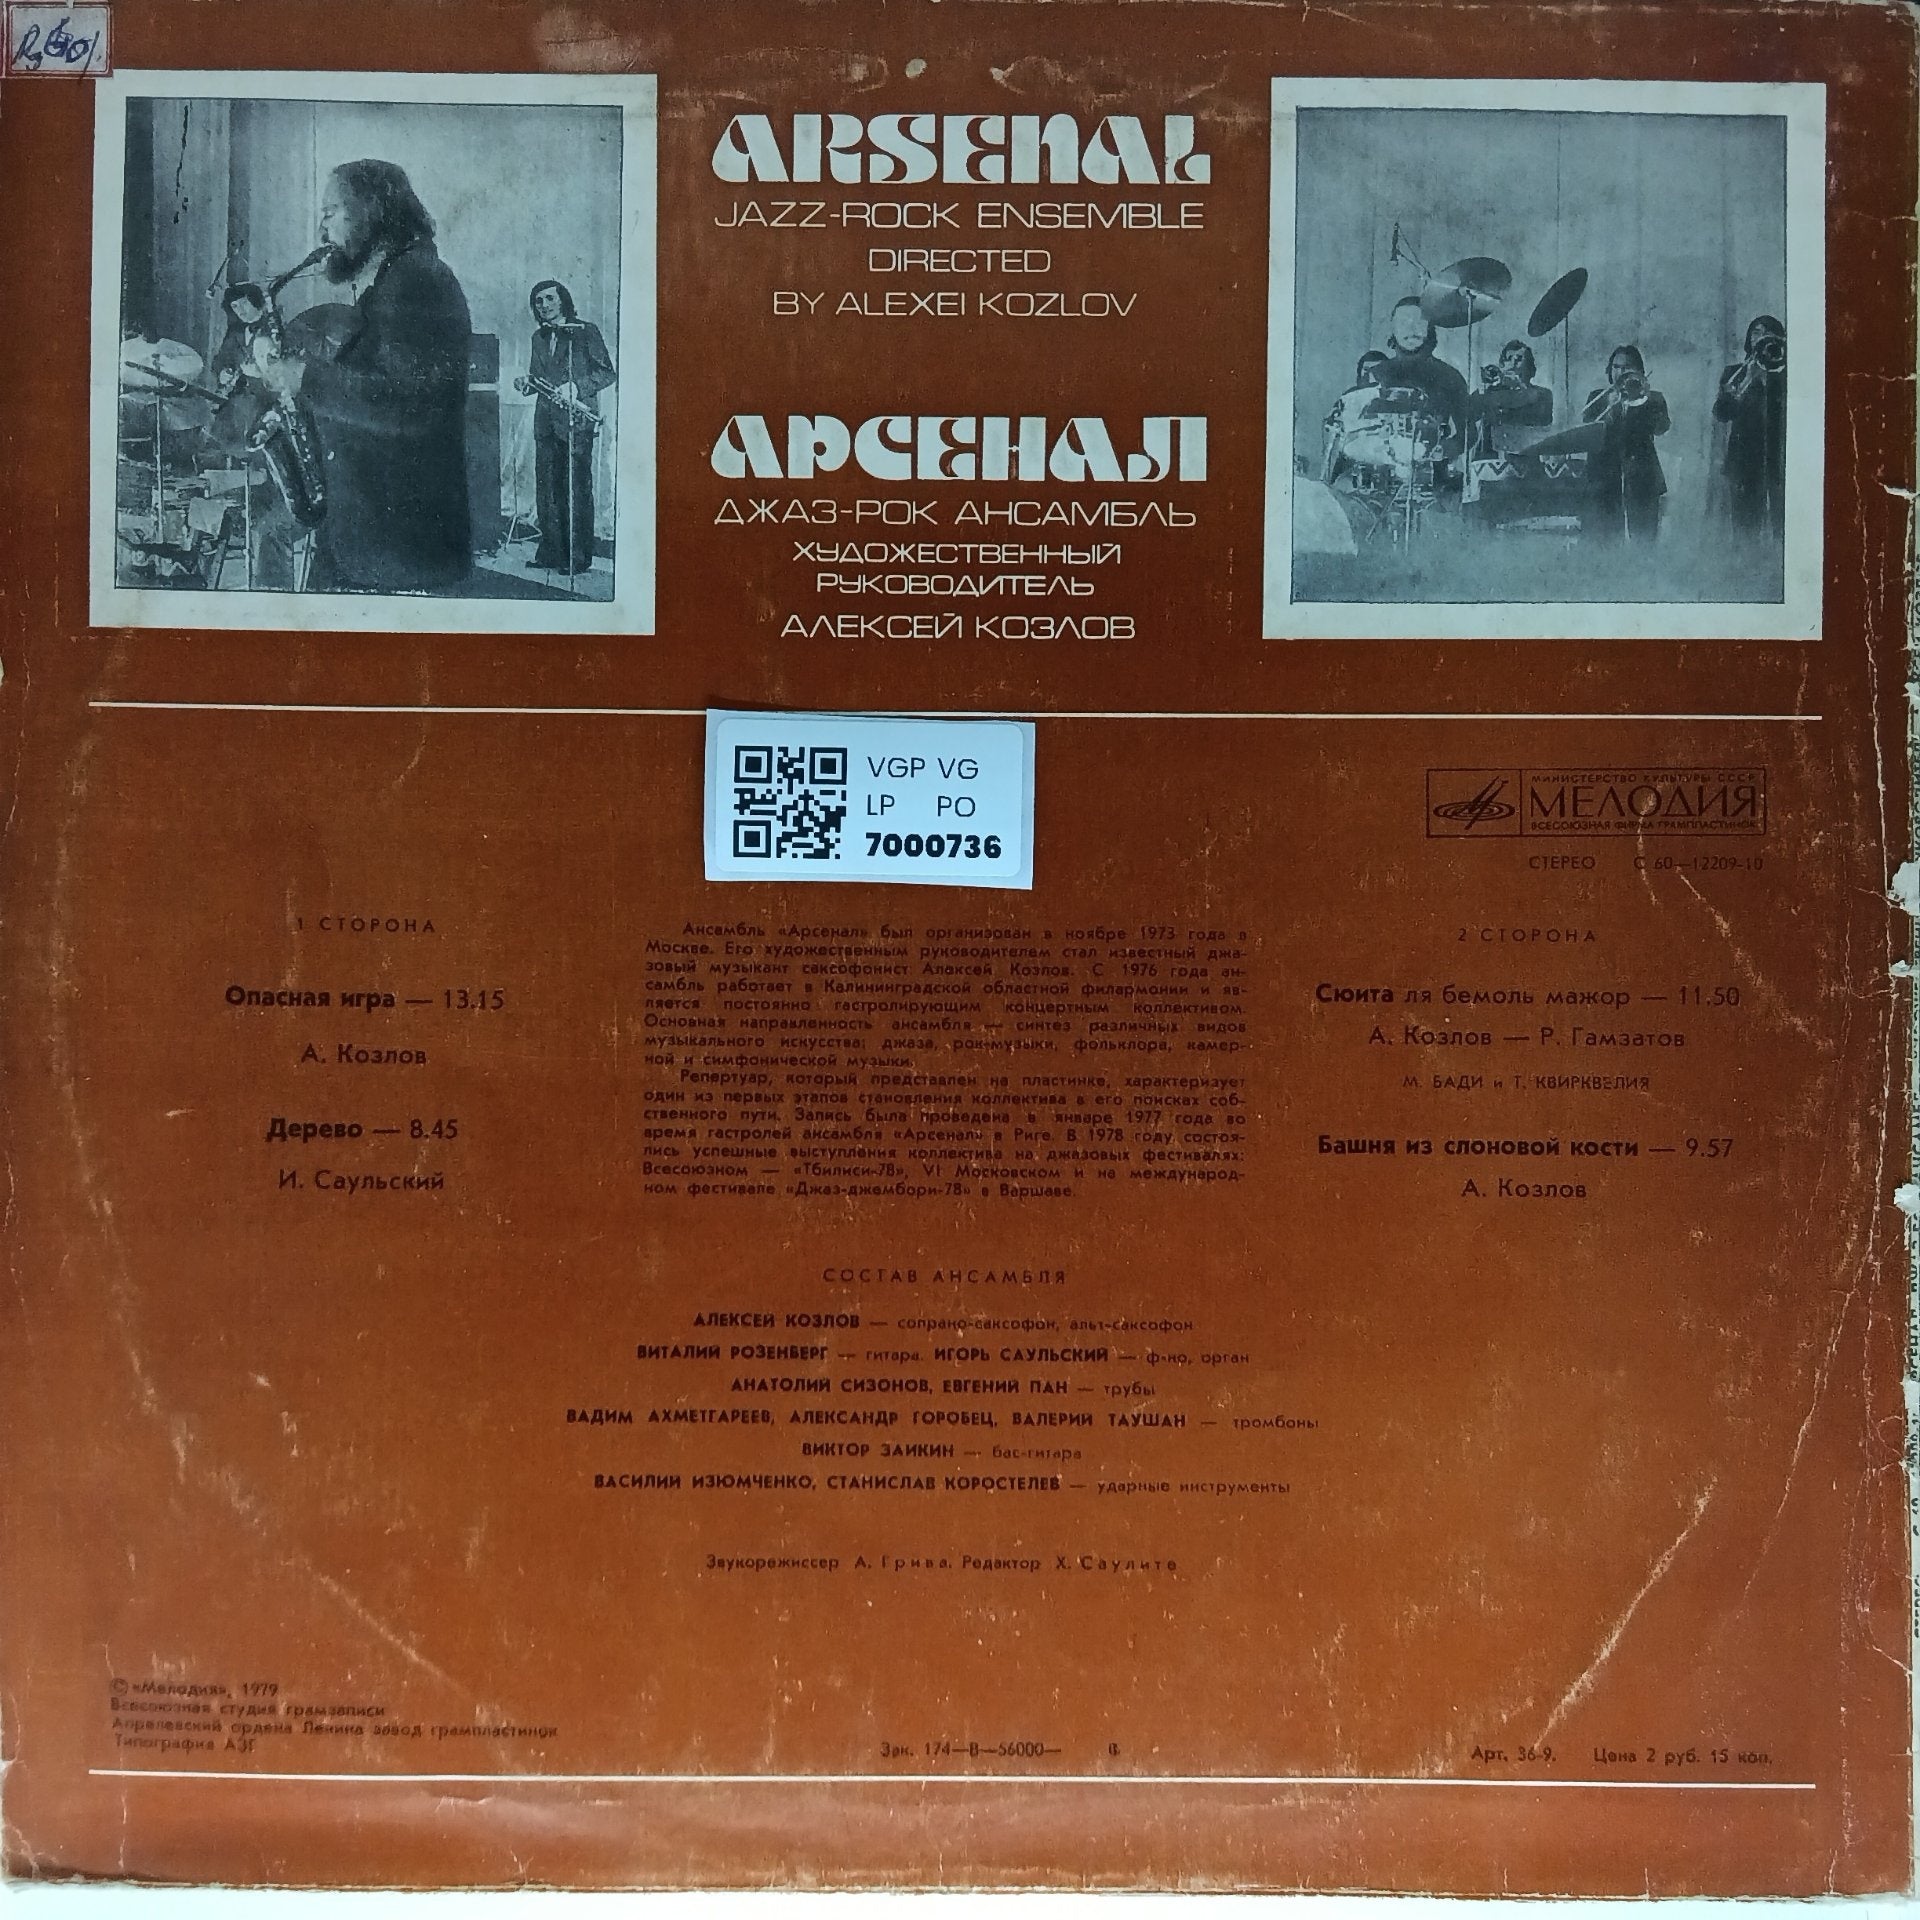 ARSENAL
JAZZ-ROCK ENSEMBLE
DIRECTED
BY ALEXEI KOZLOV
АРСЕНАЛ
ДЖАЗ-РОК АНСАМБЛЬ
ХУДОЖЕСТВЕННЫЙ
РУКОВОДИТЕЛЬ
АЛЕКСЕЙ КОЗЛОВ
VGP VG
LP PO
7000736
МИНИСТЕРСТВО КУЛЬТУРЫ СССР
МЕЛОДИЯ
ВСЕСОЮЗНАЯ ФИРМА ГРАМПЛАСТИНОК
СТЕРЕО С 60—12209-10
1 СТОРОНА
Опасная игра — 13.15
А. Козлов
Дерево — 8.45
И. Саульский
Ансамбль «Арсенал» был организован в ноябре 1973 года в
Москве. Его художественным руководителем стал известный джа-
зовый музыкант саксофонист Алексей Козлов. С 1976 года ан-
самбль работает в Калининградской областной филармонии и яв-
ляется постоянно гастролирующим концертным коллективом.
Основная направленность ансамбля — синтез различных видов
музыкального искусства: джаза, рок-музыки, фольклора, камер-
ной и симфонической музыки.
Репертуар, который представлен на пластинке, характеризует
один из первых этапов становления коллектива в его поисках соб-
ственного пути. Запись была проведена в январе 1977 года во
время гастролей ансамбля «Арсенал» в Риге. В 1978 году состоя-
лись успешные выступления коллектива на джазовых фестивалях:
Всесоюзном — «Тбилиси-78», VI Московском и на международ-
ном фестивале «Джаз-джембори-78» в Варшаве.
2 СТОРОНА
Сюита ля бемоль мажор — 11.50
А. Козлов — Р. Гамзатов
М. БАДИ и Т. КВИРКВЕЛИЯ
Башня из слоновой кости — 9.57
А. Козлов
СОСТАВ АНСАМБЛЯ
АЛЕКСЕЙ КОЗЛОВ — сопрано-саксофон, альт-саксофон
ВИТАЛИЙ РОЗЕНБЕРГ — гитара. ИГОРЬ САУЛЬСКИЙ — ф-но, орган
АНАТОЛИЙ СИЗОНОВ, ЕВГЕНИЙ ПАН — трубы
ВАДИМ АХМЕТГАРЕЕВ, АЛЕКСАНДР ГОРОБЕЦ, ВАЛЕРИЙ ТАУШАН — тромбоны
ВИКТОР ЗАИКИН — бас-гитара
ВАСИЛИЙ ИЗЮМЧЕНКО, СТАНИСЛАВ КОРОСТЕЛЕВ — ударные инструменты
Звукорежиссер А. Грива. Редактор Х. Саулите
© «Мелодия», 1979
Всесоюзная студия грамзаписи
Апрелевский ордена Ленина завод грампластинок
Типография АЗГ
Зак. 174—В—56000—
Арт. 36-9. Цена 2 руб. 15 коп.